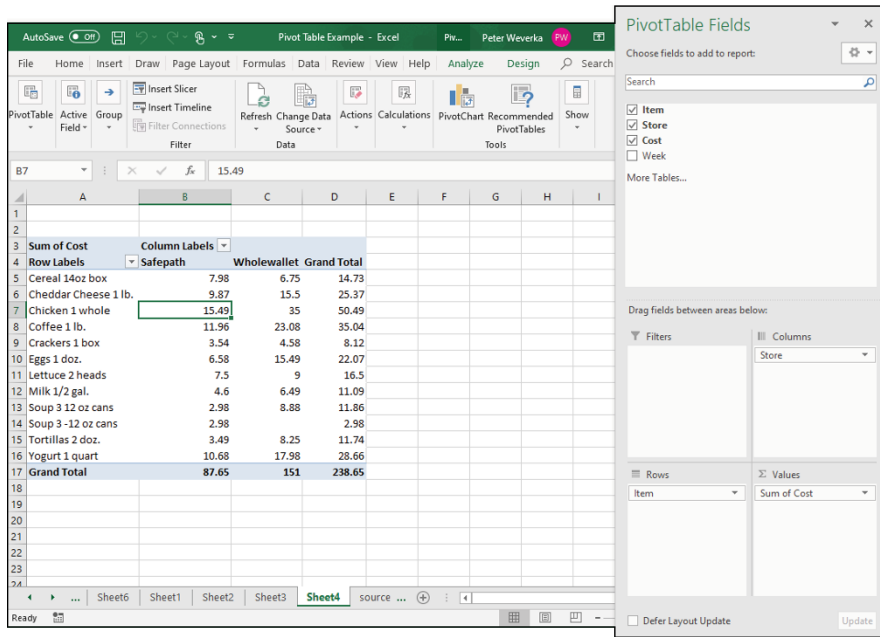 AutoSave Off Pivot Table Example - Excel Piv... Peter Weverka PW
File Home Insert Draw Page Layout Formulas Data Review View Help Analyze Design Search
PivotTable Active Field Group Insert Slicer Insert Timeline Filter Connections Refresh Change Data Source Actions Calculations PivotChart Recommended PivotTables Show
Filter Data Tools
B7 fx 15.49
A B C D E F G H I
1
2
3 Sum of Cost Column Labels
4 Row Labels Safepath Wholewallet Grand Total
5 Cereal 14oz box 7.98 6.75 14.73
6 Cheddar Cheese 1 lb. 9.87 15.5 25.37
7 Chicken 1 whole 15.49 35 50.49
8 Coffee 1 lb. 11.96 23.08 35.04
9 Crackers 1 box 3.54 4.58 8.12
10 Eggs 1 doz. 6.58 15.49 22.07
11 Lettuce 2 heads 7.5 9 16.5
12 Milk 1/2 gal. 4.6 6.49 11.09
13 Soup 3 12 oz cans 2.98 8.88 11.86
14 Soup 3 -12 oz cans 2.98 2.98
15 Tortillas 2 doz. 3.49 8.25 11.74
16 Yogurt 1 quart 10.68 17.98 28.66
17 Grand Total 87.65 151 238.65
18
19
20
21
22
23
24
... Sheet6 Sheet1 Sheet2 Sheet3 Sheet4 source ...
Ready
PivotTable Fields
Choose fields to add to report:
Search
Item
Store
Cost
Week
More Tables...
Drag fields between areas below:
Filters Columns
Store
Rows Σ Values
Item Sum of Cost
Defer Layout Update Update